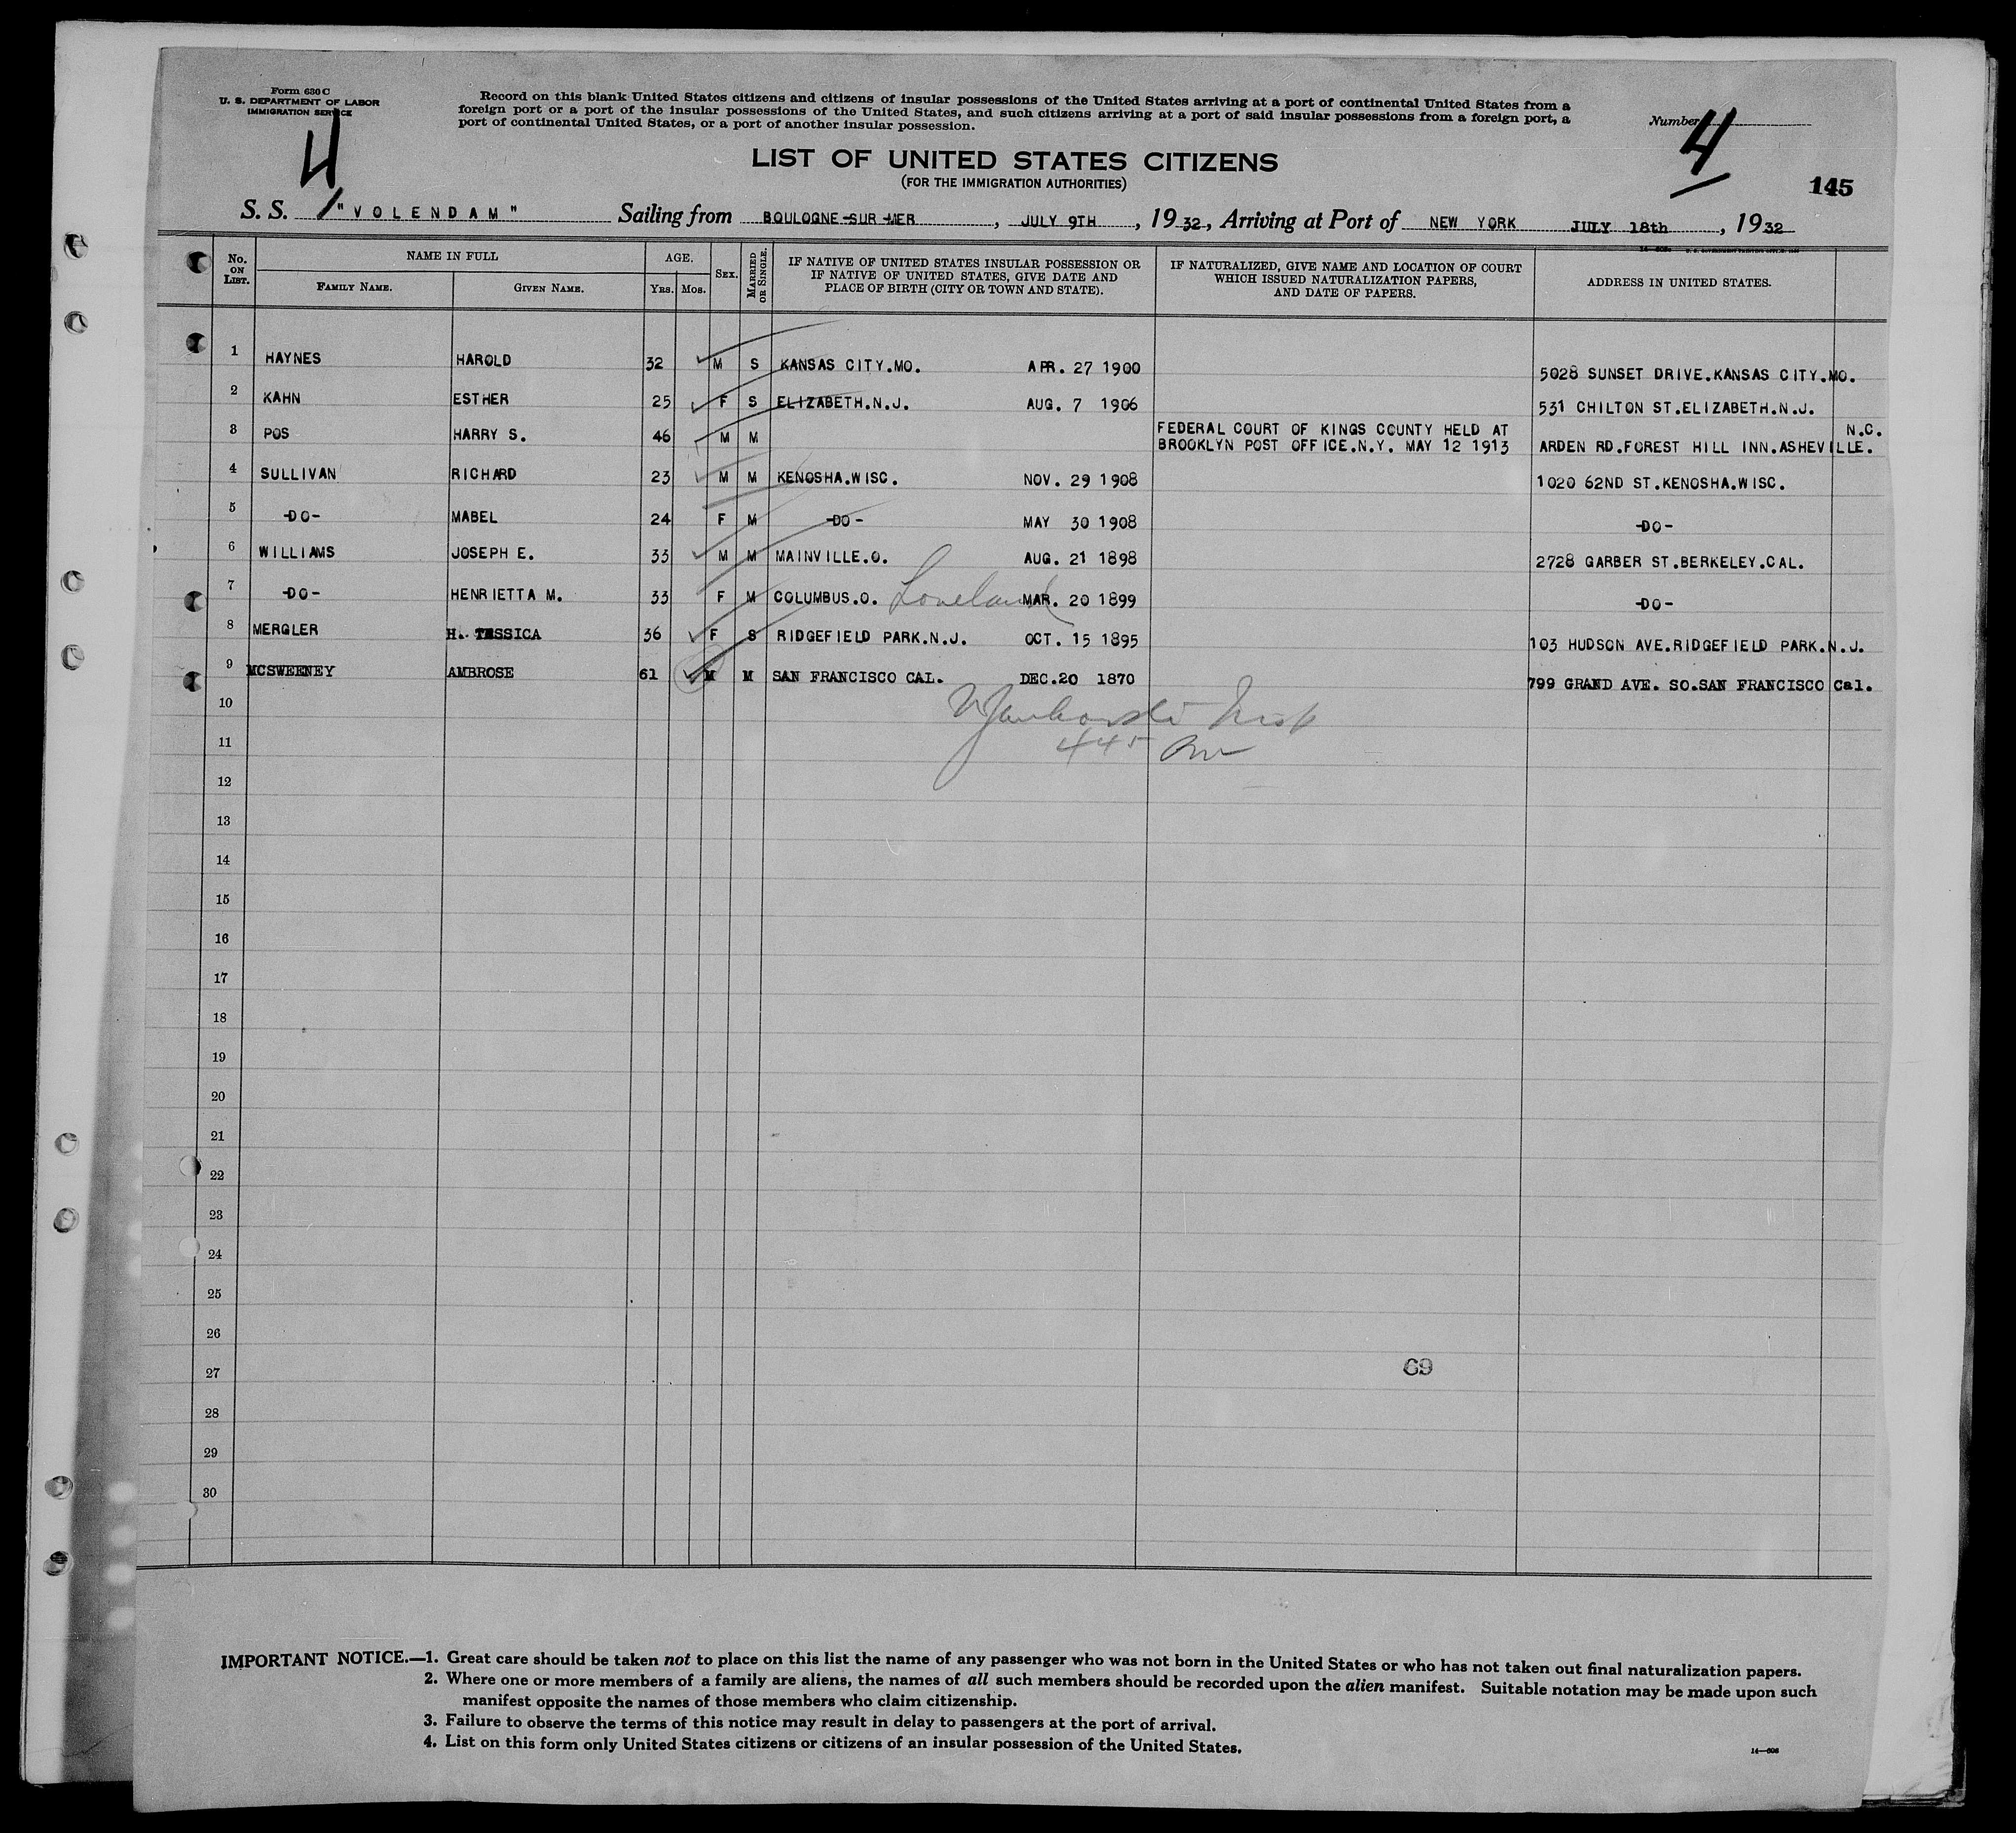 Form 630 C
U. S. DEPARTMENT OF LABOR
IMMIGRATION SERVICE
4
Record on this blank United States citizens and citizens of insular possessions of the United States arriving at a port of continental United States from a
foreign port or a port of the insular possessions of the United States, and such citizens arriving at a port of said insular possessions from a foreign port, a
port of continental United States, or a port of another insular possession.
Number 4
LIST OF UNITED STATES CITIZENS
(FOR THE IMMIGRATION AUTHORITIES)
145
S. S. "VOLENDAM" Sailing from BOULOGNE-SUR-MER, JULY 9TH, 1932, Arriving at Port of NEW YORK JULY 18th, 1932
No. ON LIST. NAME IN FULL FAMILY NAME. GIVEN NAME. AGE. YRS. MOS. SEX. MARRIED OR SINGLE. IF NATIVE OF UNITED STATES INSULAR POSSESSION OR IF NATIVE OF UNITED STATES, GIVE DATE AND PLACE OF BIRTH (CITY OR TOWN AND STATE). IF NATURALIZED, GIVE NAME AND LOCATION OF COURT WHICH ISSUED NATURALIZATION PAPERS, AND DATE OF PAPERS. ADDRESS IN UNITED STATES.
1 HAYNES HAROLD 32 M S KANSAS CITY.MO. APR. 27 1900 5028 SUNSET DRIVE.KANSAS CITY.MO.
2 KAHN ESTHER 25 F S ELIZABETH.N.J. AUG. 7 1906 531 CHILTON ST.ELIZABETH.N.J.
3 POS HARRY S. 46 M M FEDERAL COURT OF KINGS COUNTY HELD AT BROOKLYN POST OFFICE.N.Y. MAY 12 1913 ARDEN RD.FOREST HILL INN.ASHEVILLE. N.C.
4 SULLIVAN RICHARD 23 M M KENOSHA.WISC. NOV. 29 1908 1020 62ND ST.KENOSHA.WISC.
5 -DO- MABEL 24 F M -DO- MAY 30 1908 -DO-
6 WILLIAMS JOSEPH E. 33 M M MAINVILLE.O. AUG. 21 1898 2728 GARBER ST.BERKELEY.CAL.
7 -DO- HENRIETTA M. 33 F M COLUMBUS.O. Loveland MAR. 20 1899 -DO-
8 MERGLER H. TESSICA 36 F S RIDGEFIELD PARK.N.J. OCT. 15 1895 103 HUDSON AVE.RIDGEFIELD PARK.N.J.
9 MCSWEENEY AMBROSE 61 M M SAN FRANCISCO CAL. DEC.20 1870 799 GRAND AVE. SO.SAN FRANCISCO Cal.
10
11 445
12
13
14
15
16
17
18
19
20
21
22
23
24
25
26
27 69
28
29
30
IMPORTANT NOTICE.—1. Great care should be taken not to place on this list the name of any passenger who was not born in the United States or who has not taken out final naturalization papers.
2. Where one or more members of a family are aliens, the names of all such members should be recorded upon the alien manifest. Suitable notation may be made upon such
manifest opposite the names of those members who claim citizenship.
3. Failure to observe the terms of this notice may result in delay to passengers at the port of arrival.
4. List on this form only United States citizens or citizens of an insular possession of the United States.